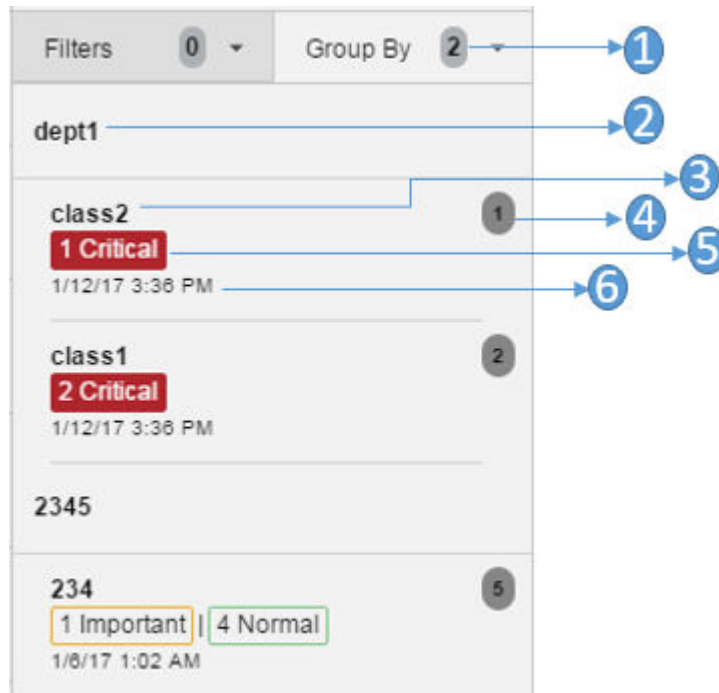 Filters 0 Group By 2 1
dept1 2
3
class2 1 4
1 Critical 5
1/12/17 3:36 PM 6
class1 2
2 Critical
1/12/17 3:36 PM
2345
234 5
1 Important | 4 Normal
1/6/17 1:02 AM